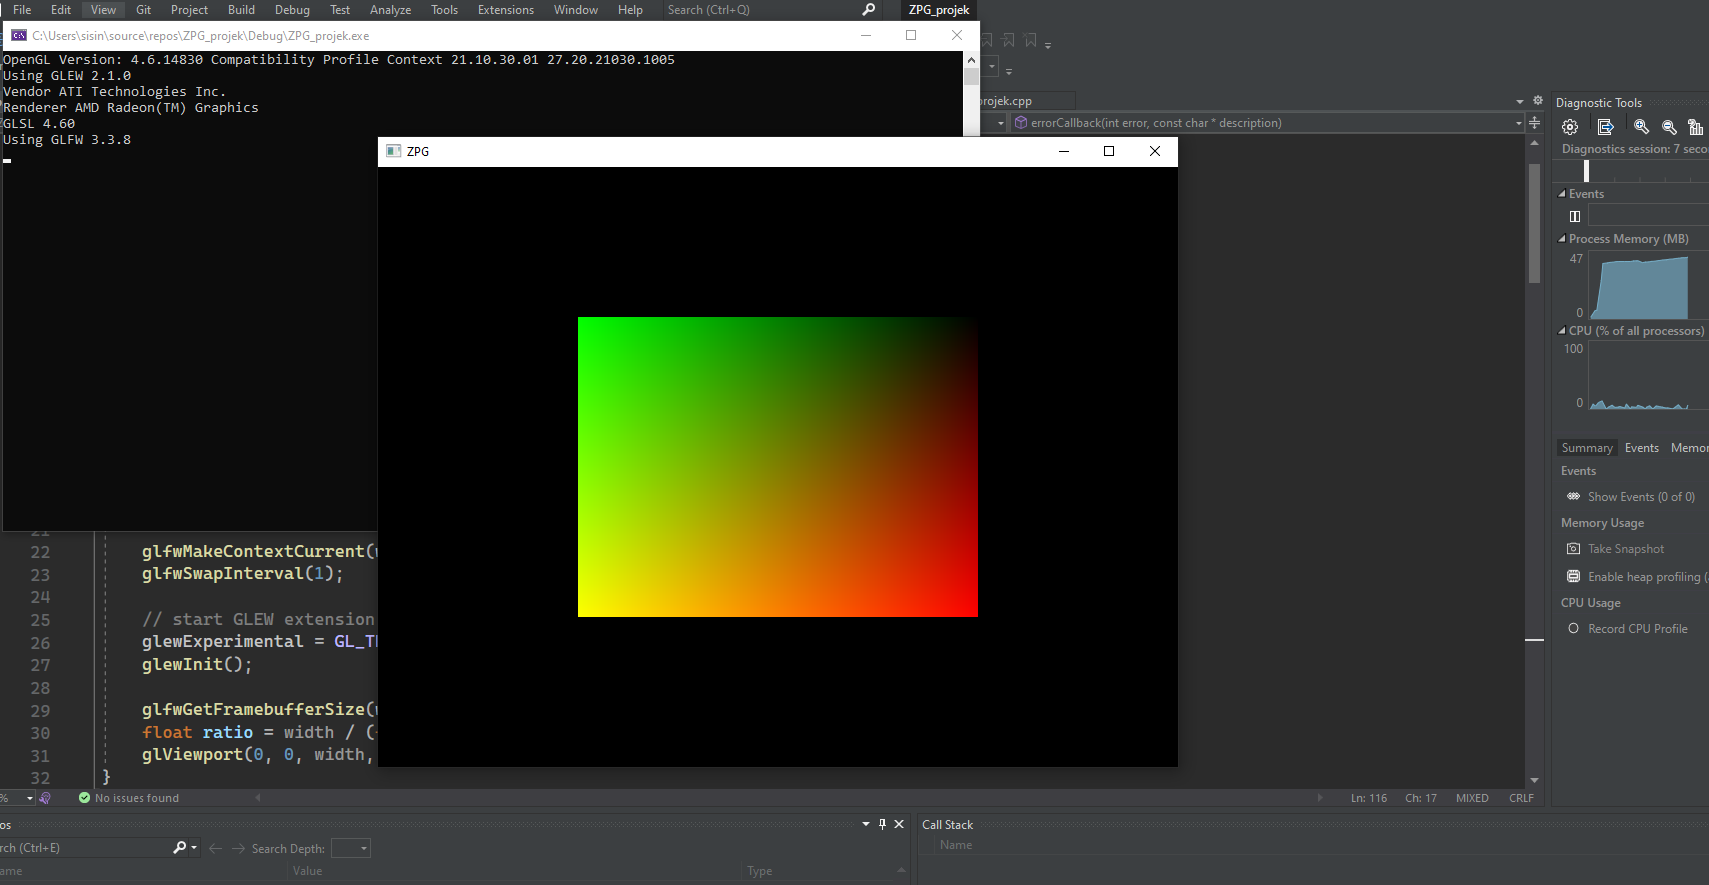 File Edit View Git Project Build Debug Test Analyze Tools Extensions Window Help Search (Ctrl+Q) ZPG_projek
C:\Users\sisin\source\repos\ZPG_projek\Debug\ZPG_projek.exe
OpenGL Version: 4.6.14830 Compatibility Profile Context 21.10.30.01 27.20.21030.1005
Using GLEW 2.1.0
Vendor ATI Technologies Inc.
Renderer AMD Radeon(TM) Graphics
GLSL 4.60
Using GLFW 3.3.8
rojek.cpp
errorCallback(int error, const char * description)
ZPG
Diagnostic Tools
Diagnostics session: 7 seco
Events
Process Memory (MB)
47
0
CPU (% of all processors)
100
0
Summary Events Memor
Events
Show Events (0 of 0)
Memory Usage
Take Snapshot
Enable heap profiling (
CPU Usage
Record CPU Profile
21
22 glfwMakeContextCurrent(
23 glfwSwapInterval(1);
24
25 // start GLEW extension
26 glewExperimental = GL_T
27 glewInit();
28
29 glfwGetFramebufferSize(
30 float ratio = width / (
31 glViewport(0, 0, width,
32 }
% No issues found Ln: 116 Ch: 17 MIXED CRLF
os
rch (Ctrl+E) Search Depth:
ame Value Type
Call Stack
Name